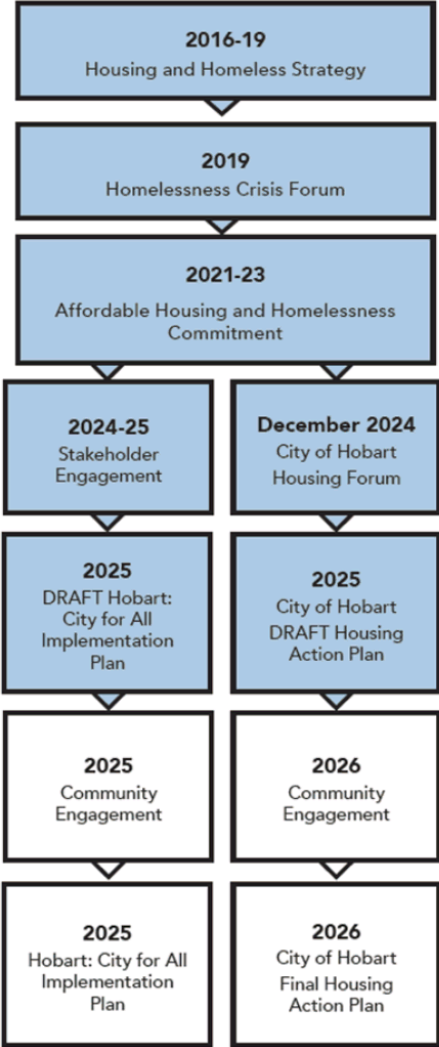 2016-19
Housing and Homeless Strategy
2019
Homelessness Crisis Forum
2021-23
Affordable Housing and Homelessness
Commitment
2024-25
Stakeholder
Engagement
December 2024
City of Hobart
Housing Forum
2025
DRAFT Hobart:
City for All
Implementation
Plan
2025
City of Hobart
DRAFT Housing
Action Plan
2025
Community
Engagement
2026
Community
Engagement
2025
Hobart: City for All
Implementation
Plan
2026
City of Hobart
Final Housing
Action Plan